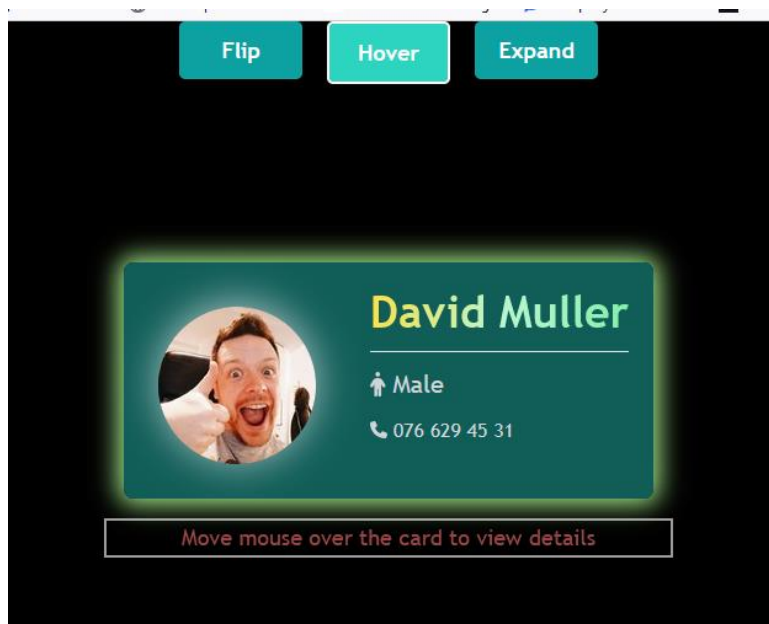 Flip
Hover
Expand
David Muller
Male
076 629 45 31
Move mouse over the card to view details